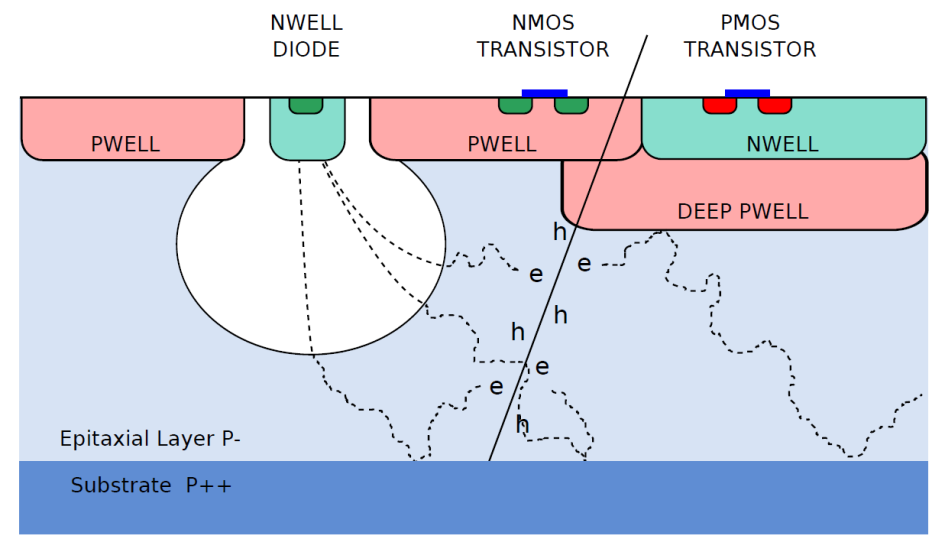 NWELL
DIODE
NMOS
TRANSISTOR
PMOS
TRANSISTOR
PWELL
PWELL
NWELL
DEEP PWELL
h
e
e
h
h
e
e
h
Epitaxial Layer P-
Substrate P++